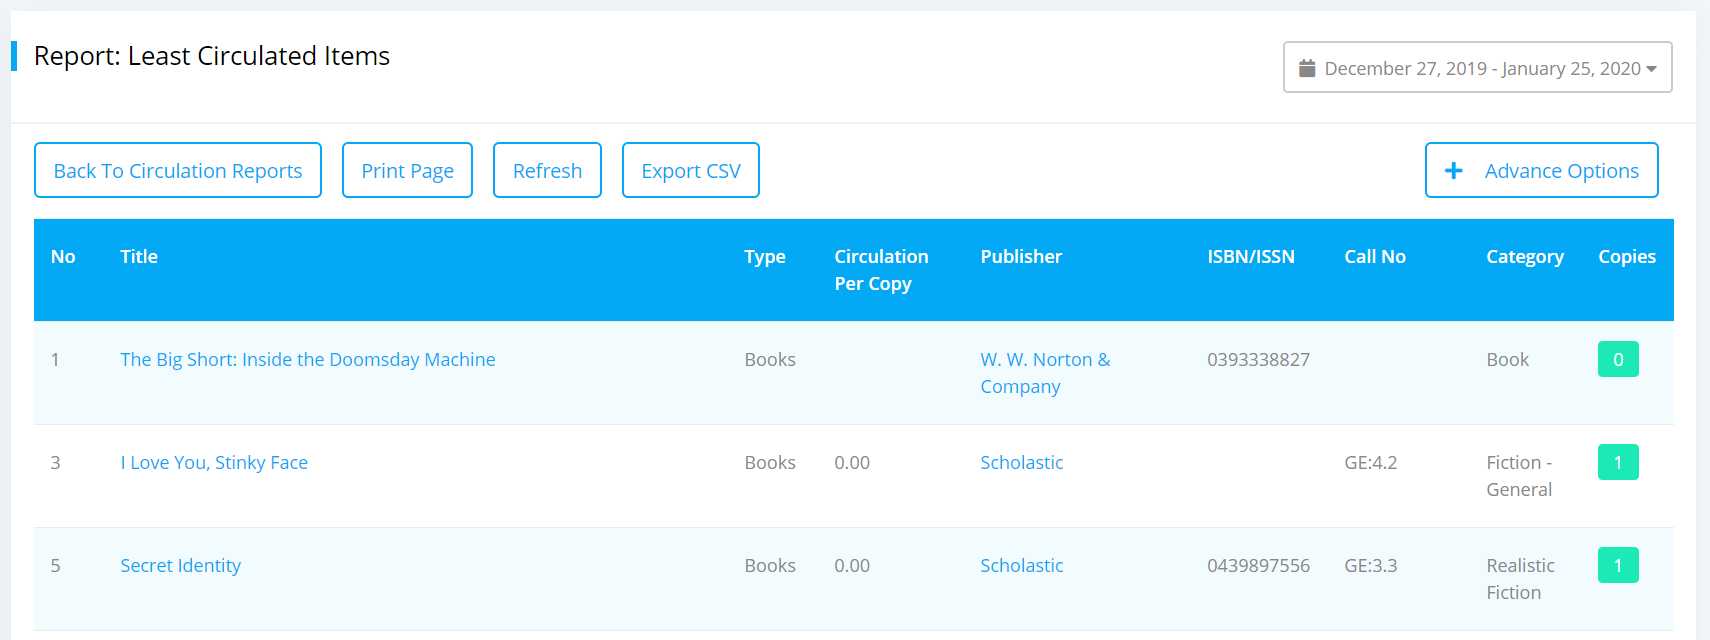 Report: Least Circulated Items
December 27, 2019 - January 25, 2020
Back To Circulation Reports Print Page Refresh Export CSV Advance Options
No Title Type Circulation Per Copy Publisher ISBN/ISSN Call No Category Copies
1 The Big Short: Inside the Doomsday Machine Books W. W. Norton & Company 0393338827 Book 0
3 I Love You, Stinky Face Books 0.00 Scholastic GE:4.2 Fiction - General 1
5 Secret Identity Books 0.00 Scholastic 0439897556 GE:3.3 Realistic Fiction 1